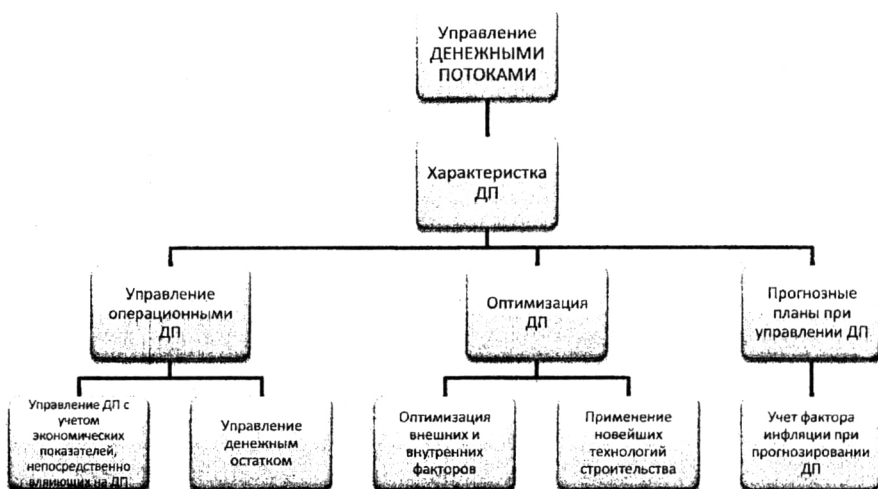 Управление
ДЕНЕЖНЫМИ
ПОТОКАМИ
Характеристка
ДП
Управление
операционными
ДП
Оптимизация
ДП
Прогнозные
планы при
управлении ДП
Управление ДП с
учетом
экономических
показателей,
непосредственно
влияющих на ДП
Управление
денежным
остатком
Оптимизация
внешних и
внутренних
факторов
Применение
новейших
технологий
строительства
Учет фактора
инфляции при
прогнозировании
ДП